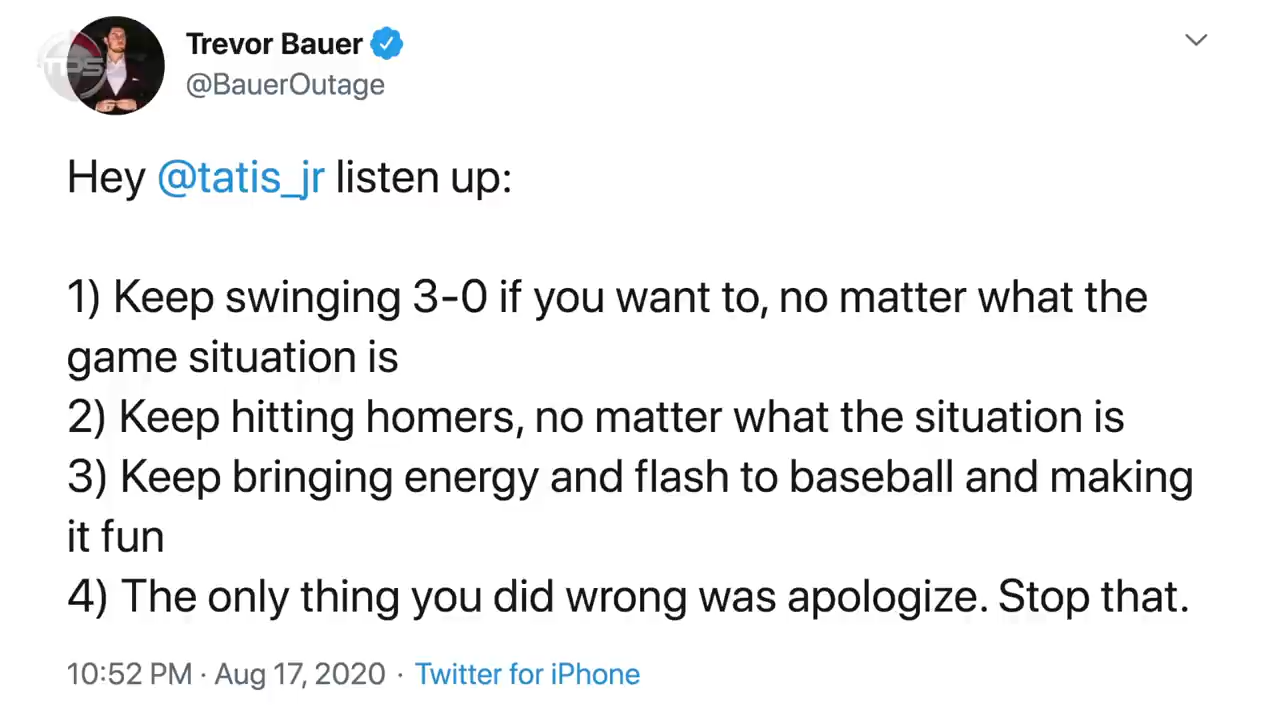 TPS
Trevor Bauer
@BauerOutage
Hey @tatis_jr listen up:
1) Keep swinging 3-0 if you want to, no matter what the
game situation is
2) Keep hitting homers, no matter what the situation is
3) Keep bringing energy and flash to baseball and making
it fun
4) The only thing you did wrong was apologize. Stop that.
10:52 PM · Aug 17, 2020 · Twitter for iPhone